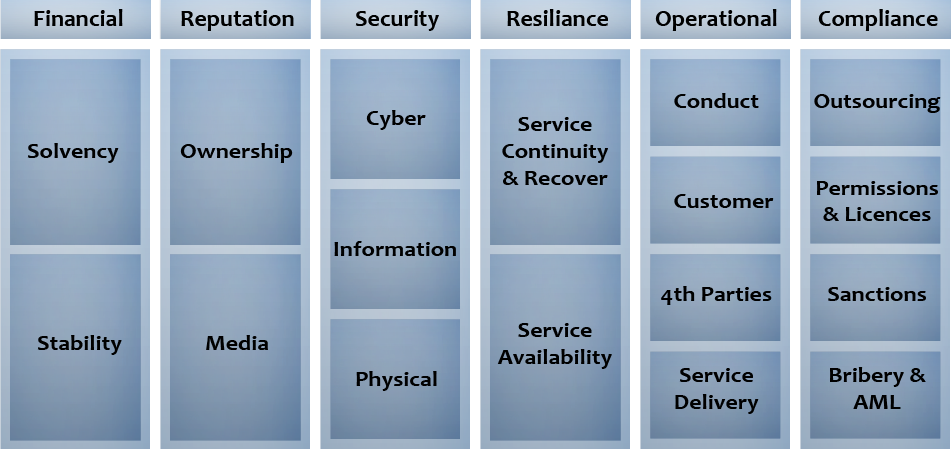 Financial
Reputation
Security
Resiliance
Operational
Compliance
Solvency
Stability
Ownership
Media
Cyber
Information
Physical
Service
Continuity
& Recover
Service
Availability
Conduct
Customer
4th Parties
Service
Delivery
Outsourcing
Permissions
& Licences
Sanctions
Bribery &
AML